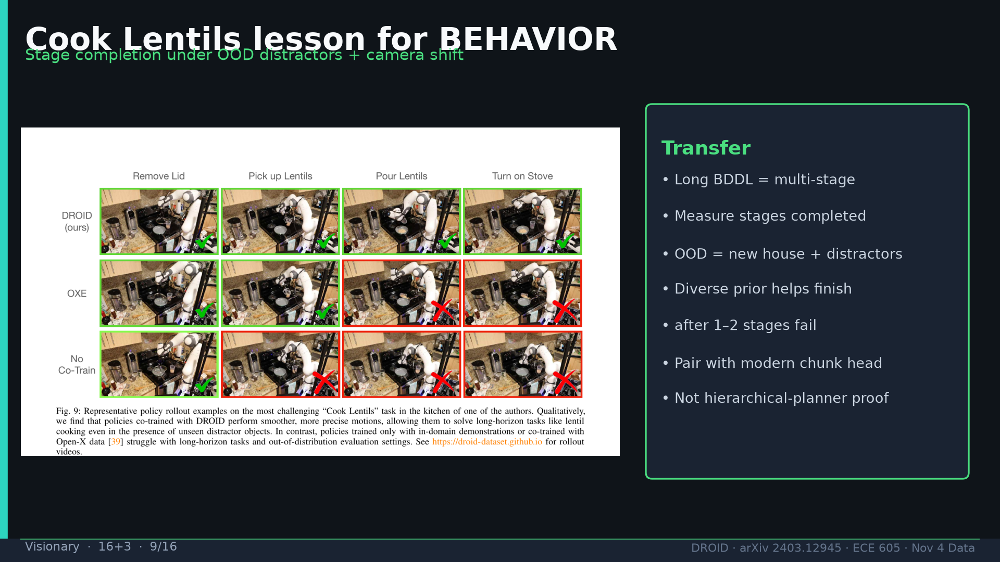 Cook Lentils lesson for BEHAVIOR
Stage completion under OOD distractors + camera shift
Remove Lid
Pick up Lentils
Pour Lentils
Turn on Stove
DROID
(ours)
OXE
No
Co-Train
Fig. 9: Representative policy rollout examples on the most challenging “Cook Lentils” task in the kitchen of one of the authors. Qualitatively,
we find that policies co-trained with DROID perform smoother, more precise motions, allowing them to solve long-horizon tasks like lentil
cooking even in the presence of unseen distractor objects. In contrast, policies trained only with in-domain demonstrations or co-trained with
Open-X data [39] struggle with long-horizon tasks and out-of-distribution evaluation settings. See https://droid-dataset.github.io for rollout
videos.
Transfer
• Long BDDL = multi-stage
• Measure stages completed
• OOD = new house + distractors
• Diverse prior helps finish
• after 1–2 stages fail
• Pair with modern chunk head
• Not hierarchical-planner proof
Visionary · 16+3 · 9/16
DROID · arXiv 2403.12945 · ECE 605 · Nov 4 Data